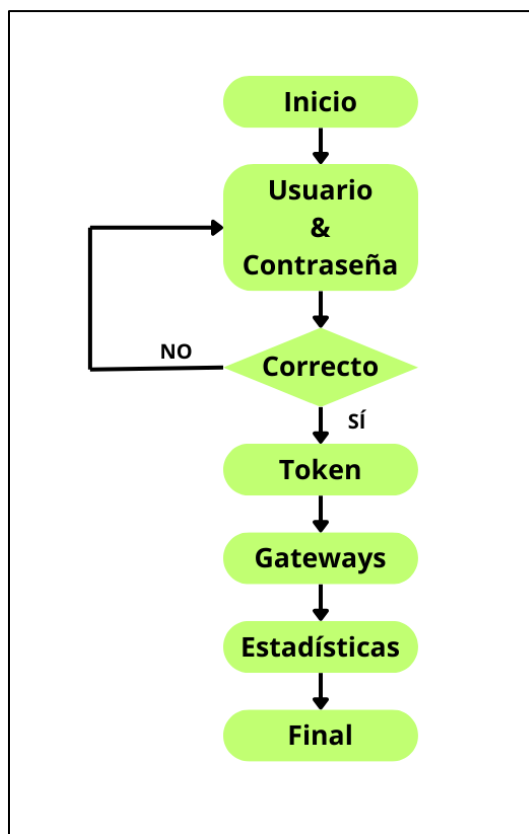 Inicio
Usuario
&
Contraseña
Correcto
NO
SÍ
Token
Gateways
Estadísticas
Final